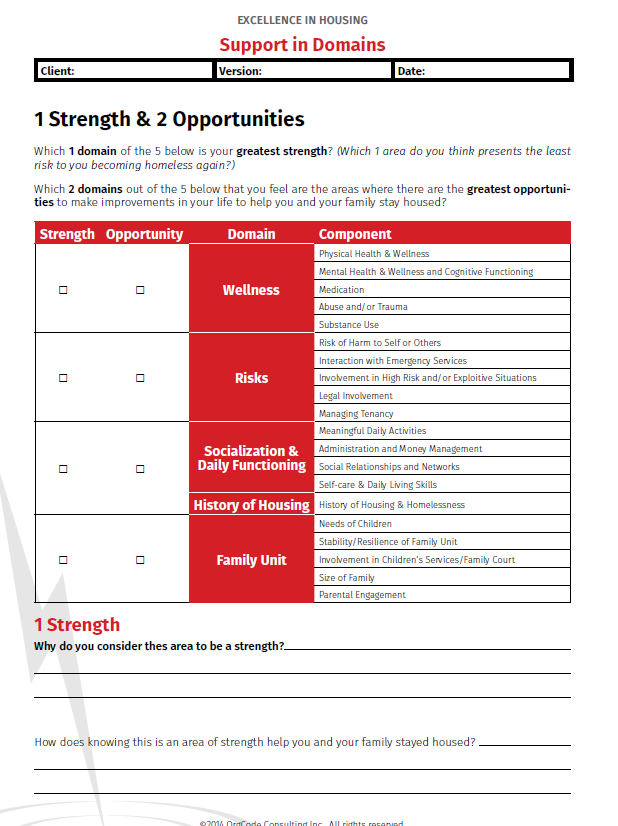 EXCELLENCE IN HOUSING
Support in Domains
Client: Version: Date:
1 Strength & 2 Opportunities
Which 1 domain of the 5 below is your greatest strength? (Which 1 area do you think presents the least
risk to you becoming homeless again?)
Which 2 domains out of the 5 below that you feel are the areas where there are the greatest opportuni-
ties to make improvements in your life to help you and your family stay housed?
Strength Opportunity Domain Component
Wellness
Physical Health & Wellness
Mental Health & Wellness and Cognitive Functioning
Medication
Abuse and/or Trauma
Substance Use
Risks
Risk of Harm to Self or Others
Interaction with Emergency Services
Involvement in High Risk and/or Exploitive Situations
Legal Involvement
Managing Tenancy
Socialization &
Daily Functioning
Meaningful Daily Activities
Administration and Money Management
Social Relationships and Networks
Self-care & Daily Living Skills
History of Housing
History of Housing & Homelessness
Family Unit
Needs of Children
Stability/Resilience of Family Unit
Involvement in Children's Services/Family Court
Size of Family
Parental Engagement
1 Strength
Why do you consider thes area to be a strength?
How does knowing this is an area of strength help you and your family stayed housed?
©2014 OrgCode Consulting Inc. All rights reserved